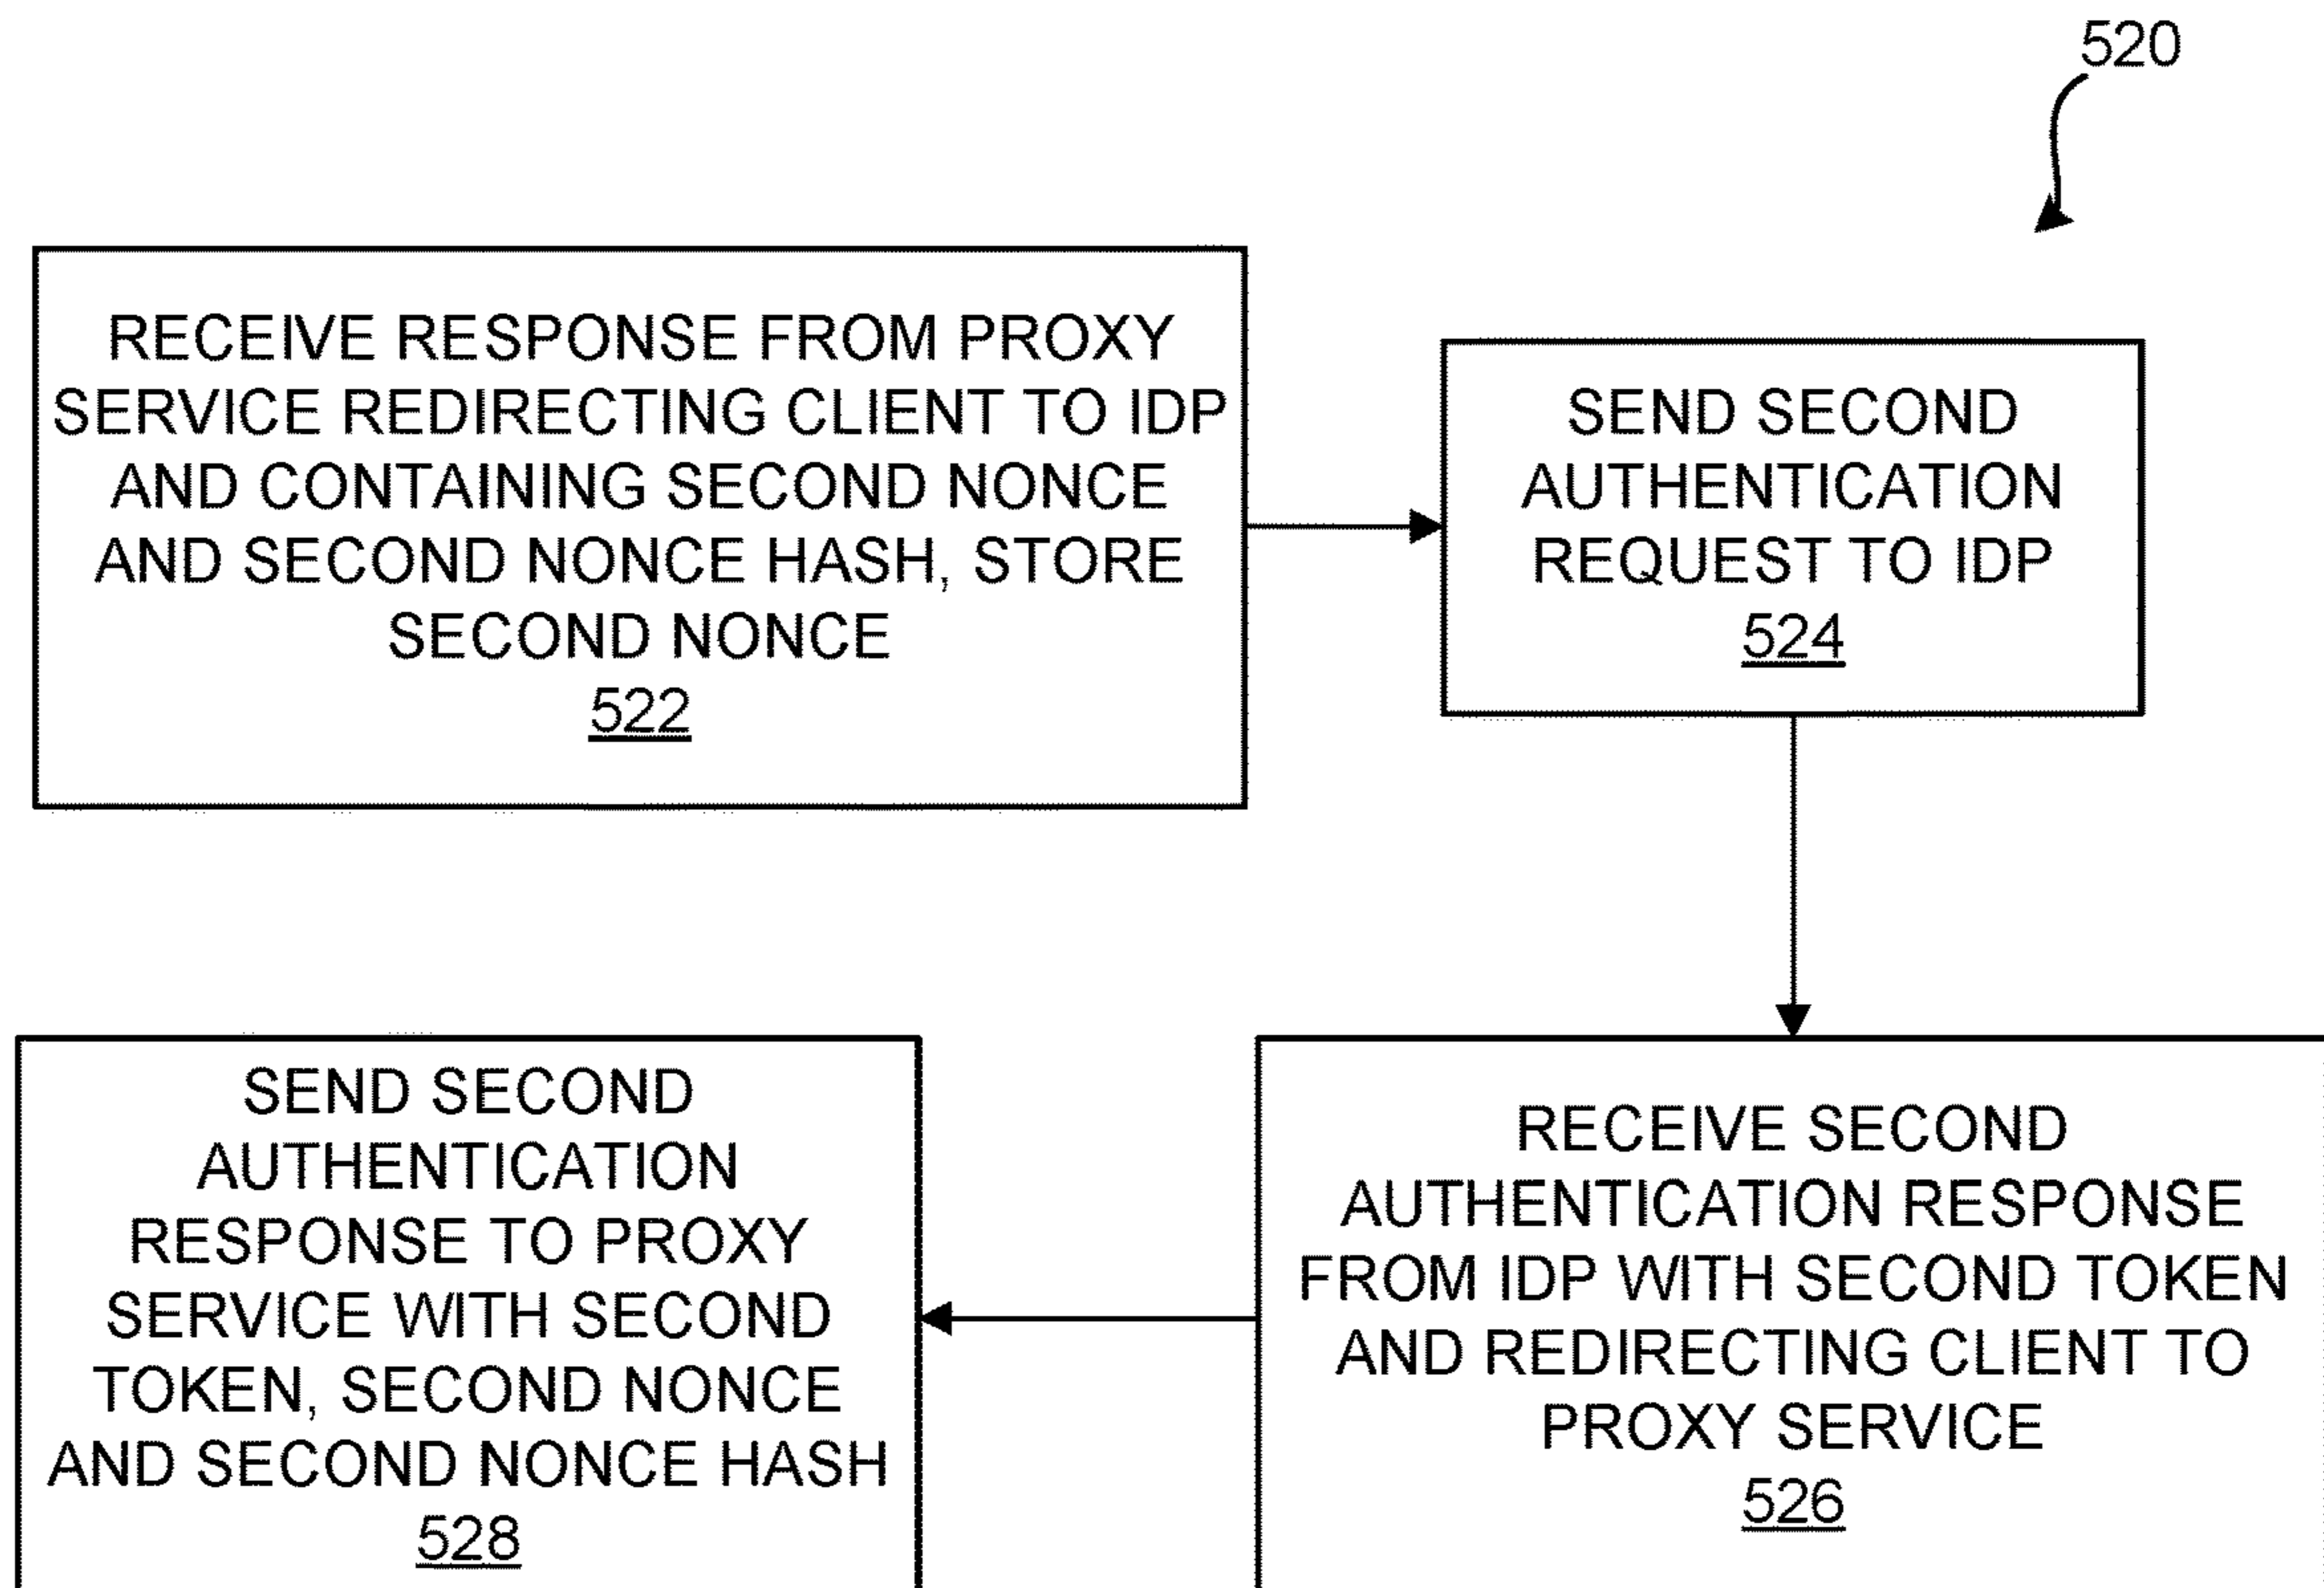 520
RECEIVE RESPONSE FROM PROXY
SERVICE REDIRECTING CLIENT TO IDP
AND CONTAINING SECOND NONCE
AND SECOND NONCE HASH, STORE
SECOND NONCE
522
SEND SECOND
AUTHENTICATION
REQUEST TO IDP
524
RECEIVE SECOND
AUTHENTICATION RESPONSE
FROM IDP WITH SECOND TOKEN
AND REDIRECTING CLIENT TO
PROXY SERVICE
526
SEND SECOND
AUTHENTICATION
RESPONSE TO PROXY
SERVICE WITH SECOND
TOKEN, SECOND NONCE
AND SECOND NONCE HASH
528